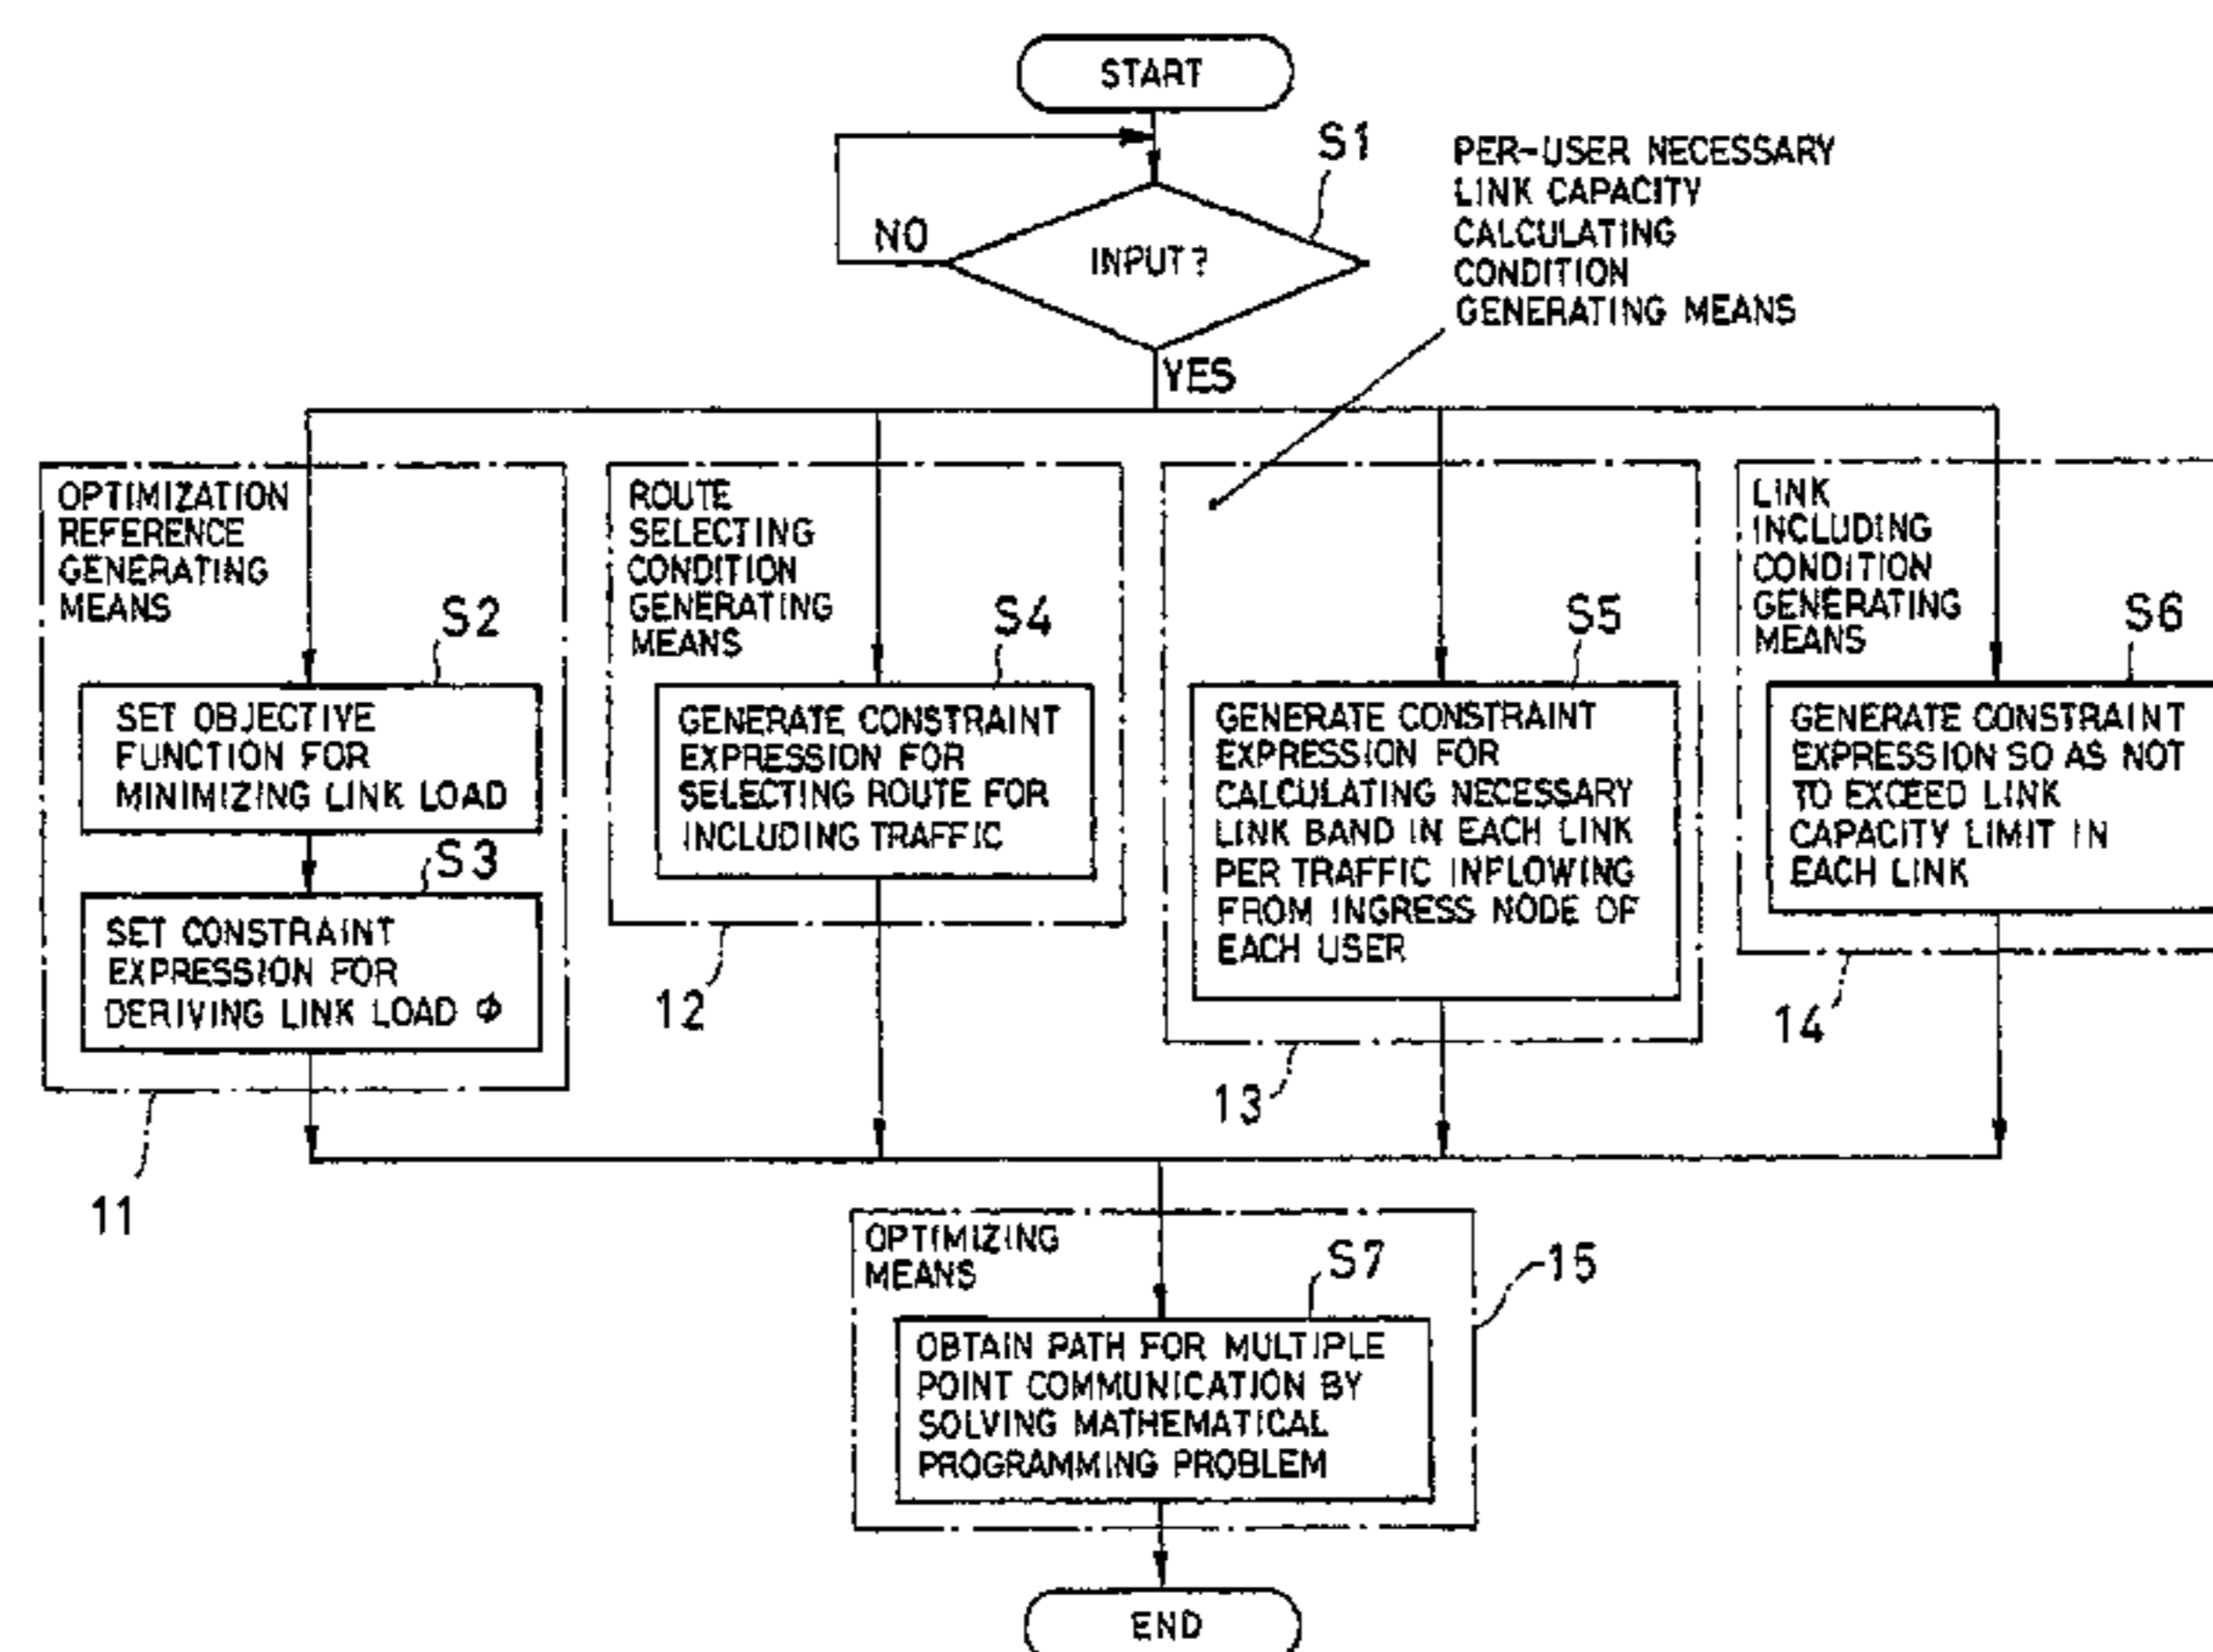 START
S1
PER-USER NECESSARY
LINK CAPACITY
CALCULATING
CONDITION
GENERATING MEANS
NO
INPUT?
YES
OPTIMIZATION
REFERENCE
GENERATING
MEANS
S2
SET OBJECTIVE
FUNCTION FOR
MINIMIZING LINK LOAD
S3
SET CONSTRAINT
EXPRESSION FOR
DERIVING LINK LOAD Φ
11
ROUTE
SELECTING
CONDITION
GENERATING
MEANS
S4
GENERATE CONSTRAINT
EXPRESSION FOR
SELECTING ROUTE FOR
INCLUDING TRAFFIC
12
S5
GENERATE CONSTRAINT
EXPRESSION FOR
CALCULATING NECESSARY
LINK BAND IN EACH LINK
PER TRAFFIC INFLOWING
FROM INGRESS NODE OF
EACH USER
13
LINK
INCLUDING
CONDITION
GENERATING
MEANS
S6
GENERATE CONSTRAINT
EXPRESSION SO AS NOT
TO EXCEED LINK
CAPACITY LIMIT IN
EACH LINK
14
OPTIMIZING
MEANS
S7
15
OBTAIN PATH FOR MULTIPLE
POINT COMMUNICATION BY
SOLVING MATHEMATICAL
PROGRAMMING PROBLEM
END